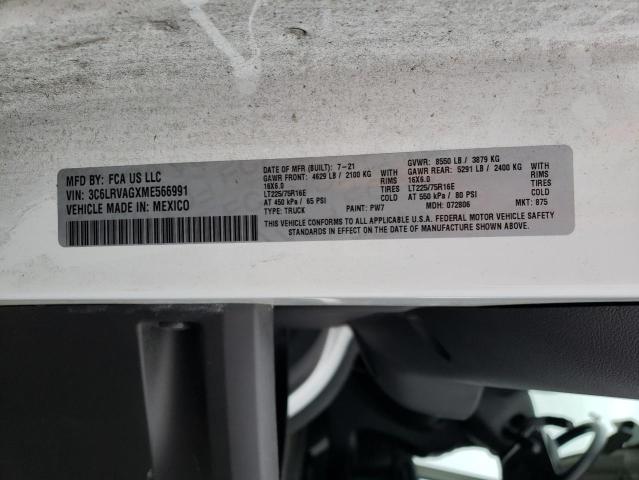 MFD BY: FCA US LLC
VIN: 3C6LRVAGXME566991
VEHICLE MADE IN: MEXICO
DATE OF MFR (BUILT): 7-21 GVWR: 8550 LB / 3879 KG
GAWR FRONT: 4629 LB / 2100 KG WITH GAWR REAR: 5291 LB / 2400 KG WITH
16X6.0 RIMS 16X6.0 RIMS
LT225/75R16E TIRES LT225/75R16E TIRES
AT 450 kPa / 65 PSI COLD AT 550 kPa / 80 PSI COLD
TYPE: TRUCK PAINT: PW7 MDH: 072806 MKT: 875
THIS VEHICLE CONFORMS TO ALL APPLICABLE U.S.A. FEDERAL MOTOR VEHICLE SAFETY
STANDARDS IN EFFECT ON THE DATE OF MANUFACTURE SHOWN ABOVE.